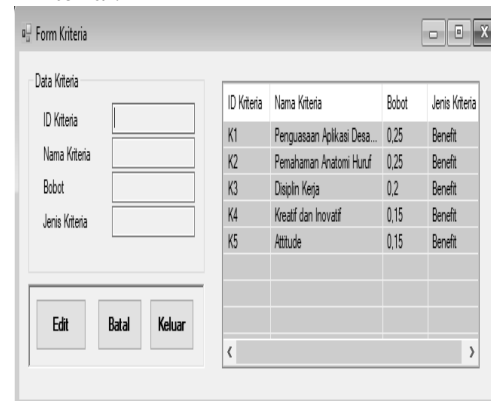 Form Kriteria
Data Kriteria
ID Kriteria
Nama Kriteria
Bobot
Jenis Kriteria
Edit
Batal
Keluar
ID Kriteria Nama Kriteria Bobot Jenis Kriteria
K1 Penguasaan Aplikasi Desa... 0,25 Benefit
K2 Pemahaman Anatomi Huruf 0,25 Benefit
K3 Disiplin Kerja 0,2 Benefit
K4 Kreatif dan Inovatif 0,15 Benefit
K5 Attitude 0,15 Benefit